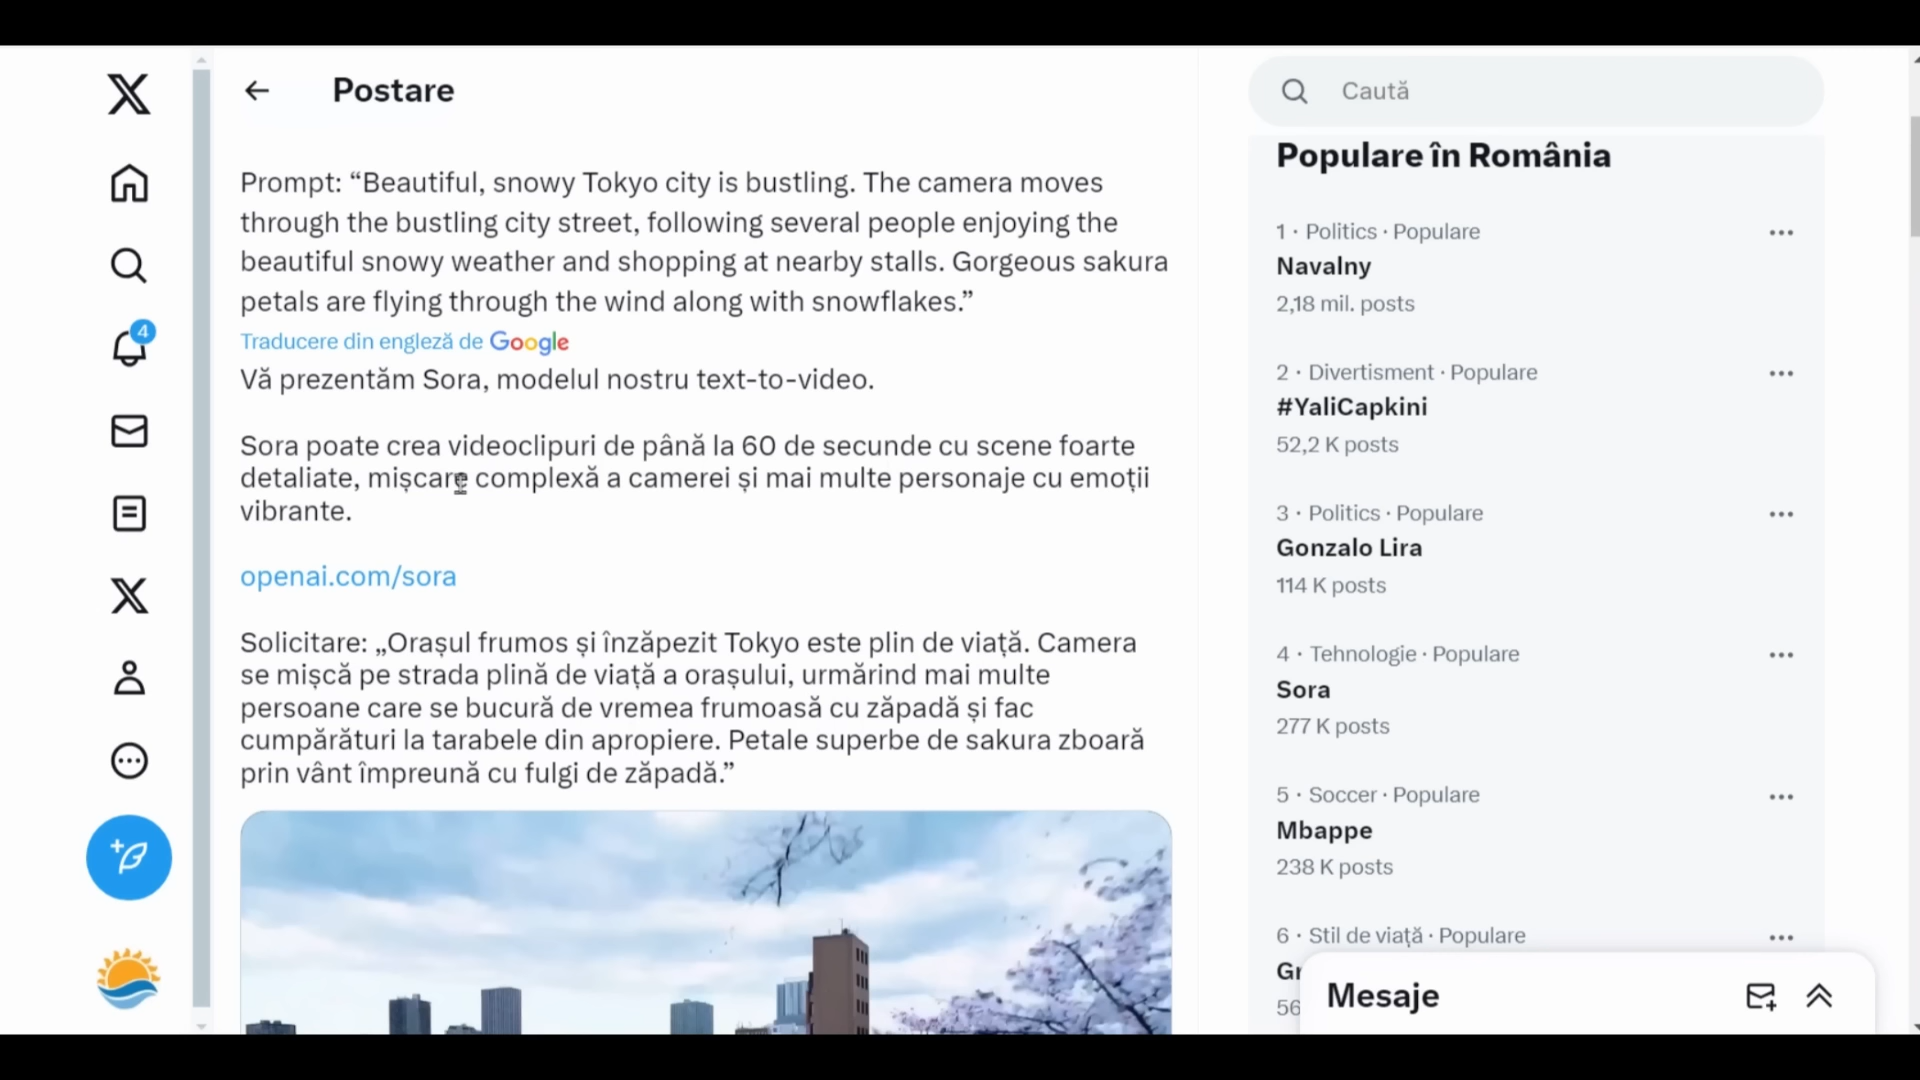 Postare
Prompt: “Beautiful, snowy Tokyo city is bustling. The camera moves
through the bustling city street, following several people enjoying the
beautiful snowy weather and shopping at nearby stalls. Gorgeous sakura
petals are flying through the wind along with snowflakes.”
Traducere din engleză de Google
Vă prezentăm Sora, modelul nostru text-to-video.
Sora poate crea videoclipuri de până la 60 de secunde cu scene foarte
detaliate, mișcare complexă a camerei și mai multe personaje cu emoții
vibrante.
openai.com/sora
Solicitare: „Orașul frumos și înzăpezit Tokyo este plin de viață. Camera
se mișcă pe strada plină de viață a orașului, urmărind mai multe
persoane care se bucură de vremea frumoasă cu zăpadă și fac
cumpărături la tarabele din apropiere. Petale superbe de sakura zboară
prin vânt împreună cu fulgi de zăpadă.”
4
Caută
Populare în România
1 · Politics · Populare
Navalny
2,18 mil. posts
2 · Divertisment · Populare
#YaliCapkini
52,2 K posts
3 · Politics · Populare
Gonzalo Lira
114 K posts
4 · Tehnologie · Populare
Sora
277 K posts
5 · Soccer · Populare
Mbappe
238 K posts
6 · Stil de viață · Populare
Mesaje